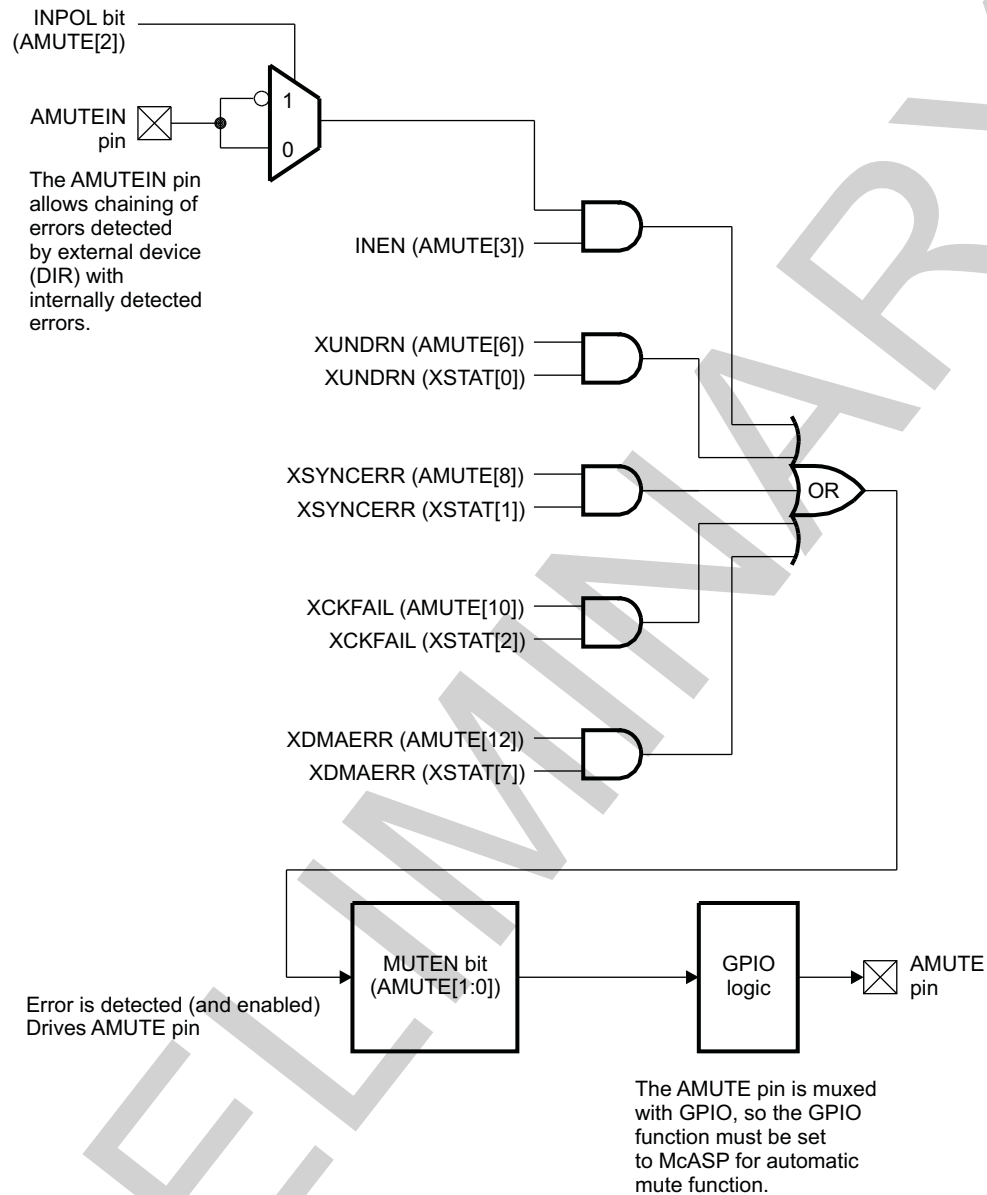 INPOL bit
(AMUTE[2])
1
AMUTEIN
pin
0
The AMUTEIN pin
allows chaining of
errors detected
by external device
(DIR) with
internally detected
errors.
INEN (AMUTE[3])
XUNDRN (AMUTE[6])
XUNDRN (XSTAT[0])
XSYNCERR (AMUTE[8])
XSYNCERR (XSTAT[1])
OR
XCKFAIL (AMUTE[10])
XCKFAIL (XSTAT[2])
XDMAERR (AMUTE[12])
XDMAERR (XSTAT[7])
MUTEN bit
(AMUTE[1:0])
GPIO
logic
AMUTE
pin
Error is detected (and enabled)
Drives AMUTE pin
The AMUTE pin is muxed
with GPIO, so the GPIO
function must be set
to McASP for automatic
mute function.
ELIMINARY